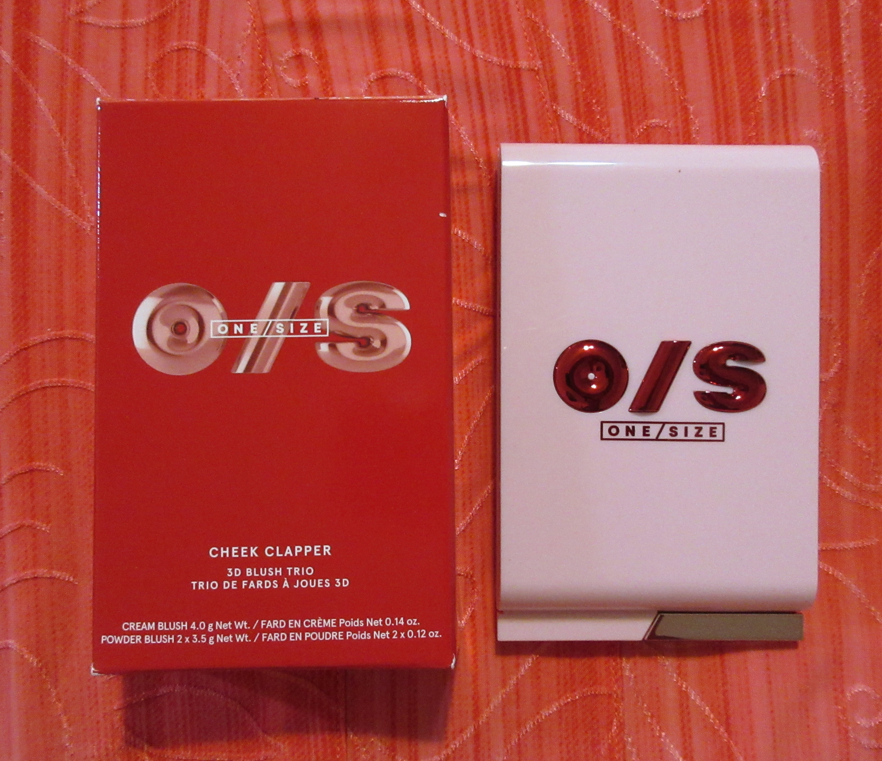 O/S
ONE/SIZE
CHEEK CLAPPER
3D BLUSH TRIO
TRIO DE FARDS À JOUES 3D
CREAM BLUSH 4.0 g Net Wt. / FARD EN CRÈME Poids Net 0.14 oz.
POWDER BLUSH 2 x 3.5 g Net Wt. / FARD EN POUDRE Poids Net 2 x 0.12 oz.
O/S
ONE/SIZE